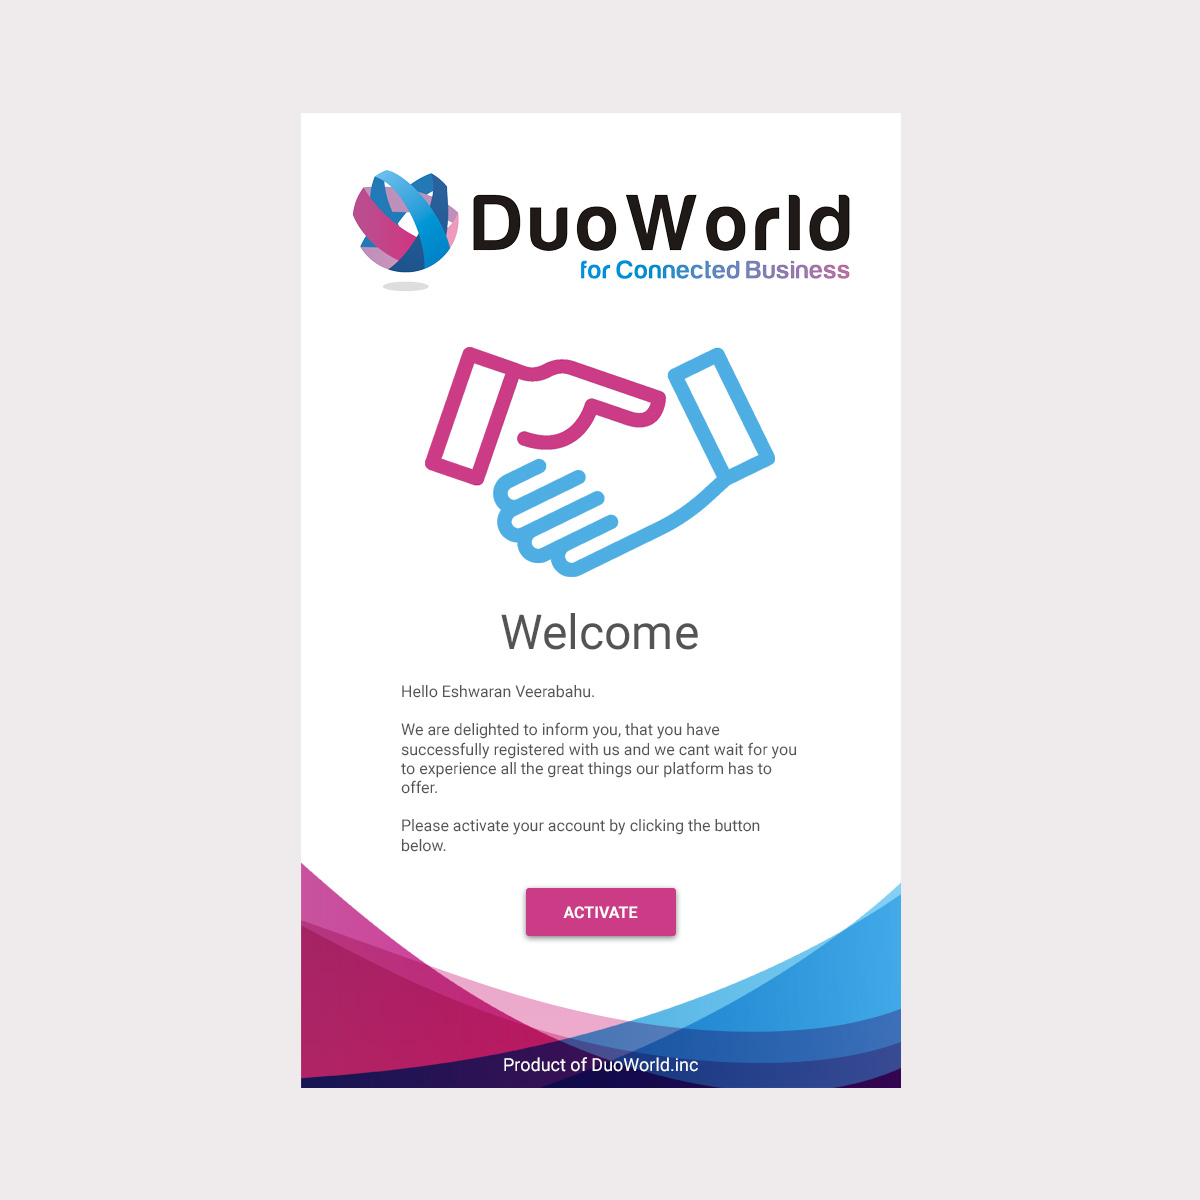 DuoWorld
for Connected Business
Welcome
Hello Eshwaran Veerabahu.
We are delighted to inform you, that you have
successfully registered with us and we cant wait for you
to experience all the great things our platform has to
offer.
Please activate your account by clicking the button
below.
ACTIVATE
Product of DuoWorld.inc